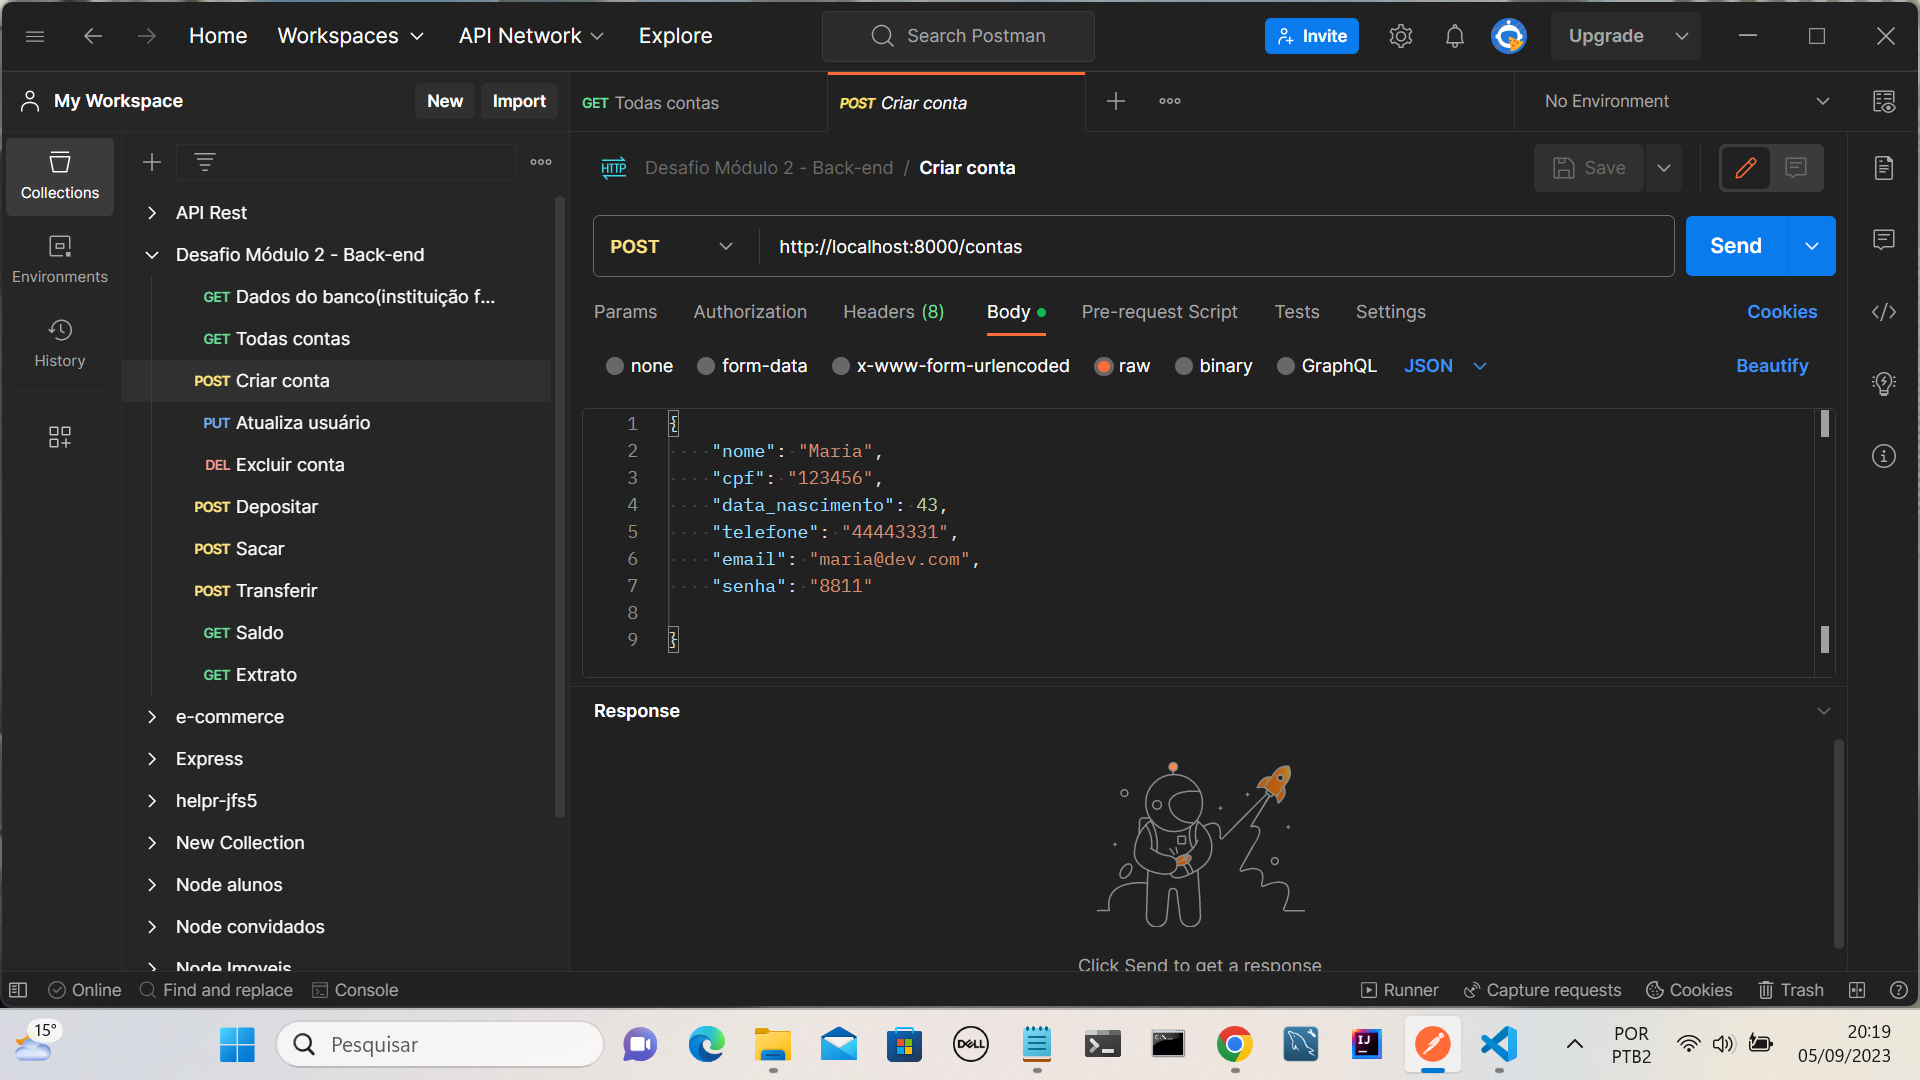 Home
Workspaces
API Network
Explore
Search Postman
Invite
Upgrade
My Workspace
New
Import
GET Todas contas
POST Criar conta
No Environment
Collections
Environments
History
API Rest
Desafio Módulo 2 - Back-end
GET Dados do banco(instituição f...
GET Todas contas
POST Criar conta
PUT Atualiza usuário
DEL Excluir conta
POST Depositar
POST Sacar
POST Transferir
GET Saldo
GET Extrato
e-commerce
Express
helpr-jfs5
New Collection
Node alunos
Node convidados
Node Imoveis
HTTP Desafio Módulo 2 - Back-end / Criar conta
Save
POST
http://localhost:8000/contas
Send
Params
Authorization
Headers (8)
Body
Pre-request Script
Tests
Settings
Cookies
none
form-data
x-www-form-urlencoded
raw
binary
GraphQL
JSON
Beautify
1 {
2 "nome": "Maria",
3 "cpf": "123456",
4 "data_nascimento": 43,
5 "telefone": "44443331",
6 "email": "maria@dev.com",
7 "senha": "8811"
8
9 }
Response
Click Send to get a response
Online
Find and replace
Console
Runner
Capture requests
Cookies
Trash
15°
Pesquisar
DELL
IJ
POR
PTB2
20:19
05/09/2023